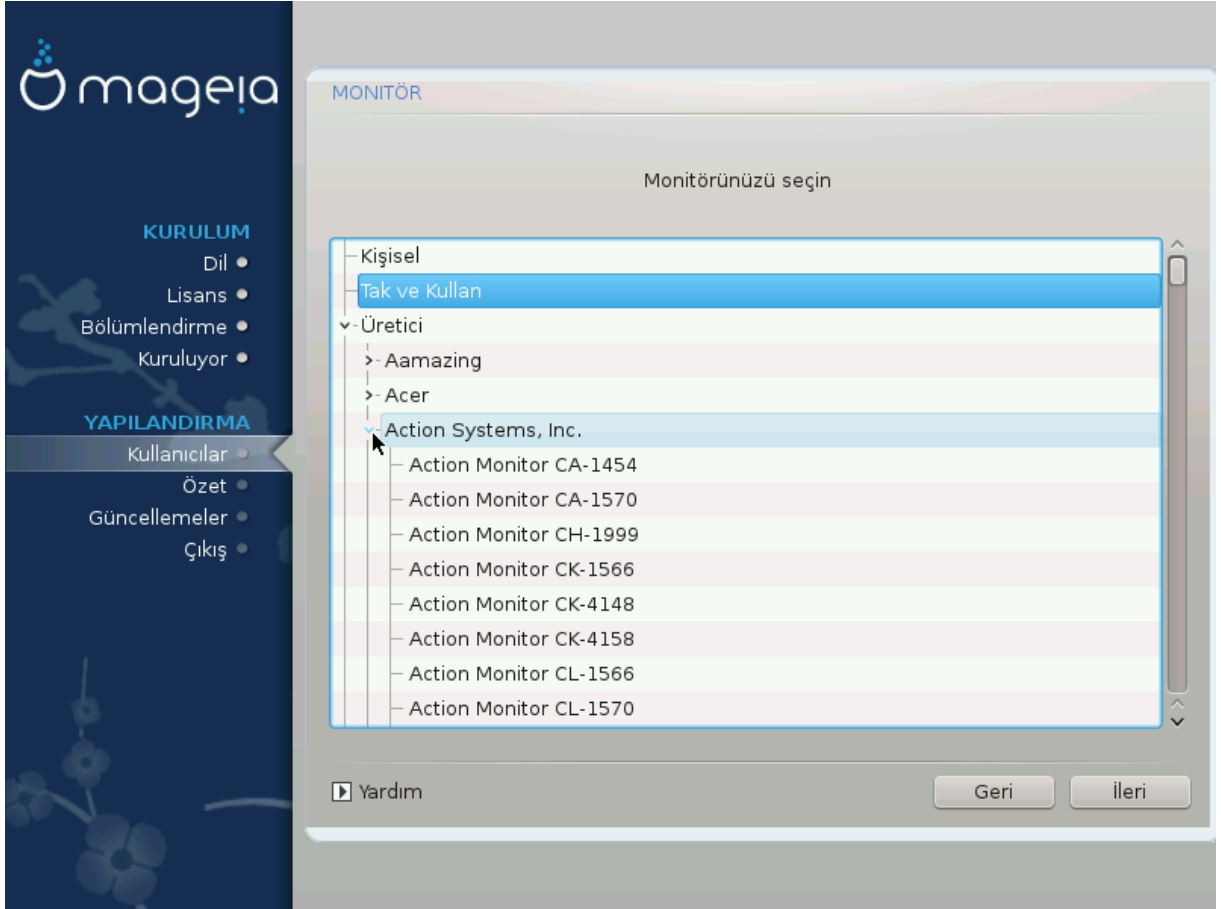 mageia
KURULUM
Dil
Lisans
Bölümlendirme
Kuruluyor
YAPILANDIRMA
Kullanıcılar
Özet
Güncellemeler
Çıkış
MONITÖR
Monitörünüzü seçin
Kişisel
Tak ve Kullan
Üretici
Aamazing
Acer
Action Systems, Inc.
Action Monitor CA-1454
Action Monitor CA-1570
Action Monitor CH-1999
Action Monitor CK-1566
Action Monitor CK-4148
Action Monitor CK-4158
Action Monitor CL-1566
Action Monitor CL-1570
Yardım
Geri
İleri